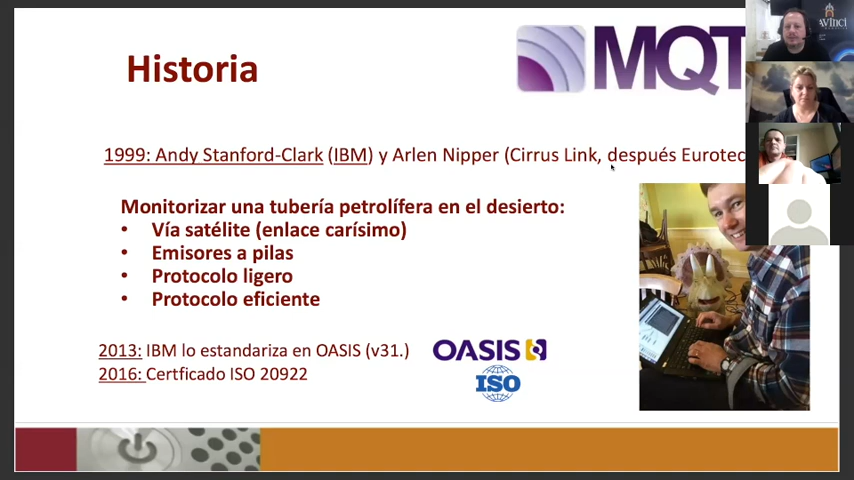 Historia
MQT
1999: Andy Stanford-Clark (IBM) y Arlen Nipper (Cirrus Link, después Eurotec
Monitorizar una tubería petrolífera en el desierto:
• Vía satélite (enlace carísimo)
• Emisores a pilas
• Protocolo ligero
• Protocolo eficiente
2013: IBM lo estandariza en OASIS (v31.)
OASIS
2016: Certficado ISO 20922
ISO